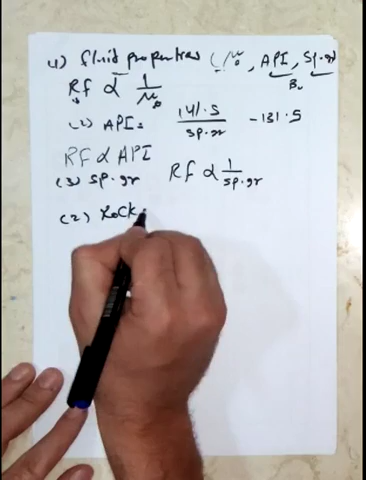 1) fluid properties (μo, API, Sp.gr
Bo
Rf ∝ 1/μo
(2) API = 141.5/sp.gr - 131.5
Rf ∝ API
(3) sp.gr Rf ∝ 1/sp.gr
(2) Rock